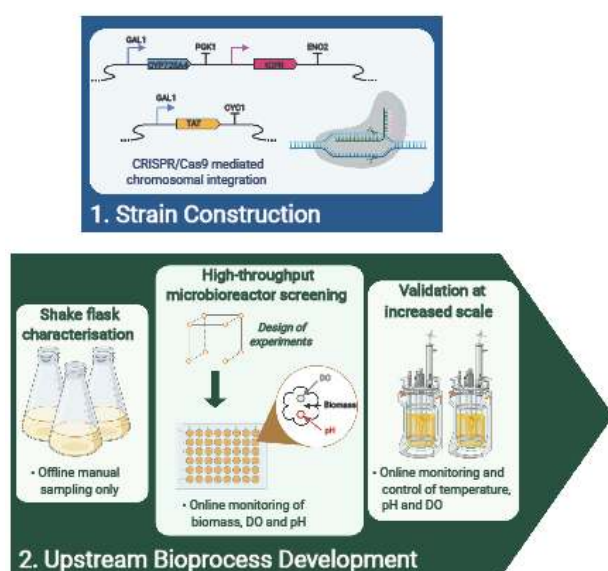 GAL1
PGK1
ENO2
CYP725A4
GAL1
CYC1
TAT
CRISPR/Cas9 mediated
chromosomal integration
1. Strain Construction
Shake flask
characterisation
• Offline manual
sampling only
High-throughput
microbioreactor screening
Design of
experiments
DO
Biomass
pH
• Online monitoring of
biomass, DO and pH
Validation at
increased scale
• Online monitoring and
control of temperature,
pH and DO
2. Upstream Bioprocess Development